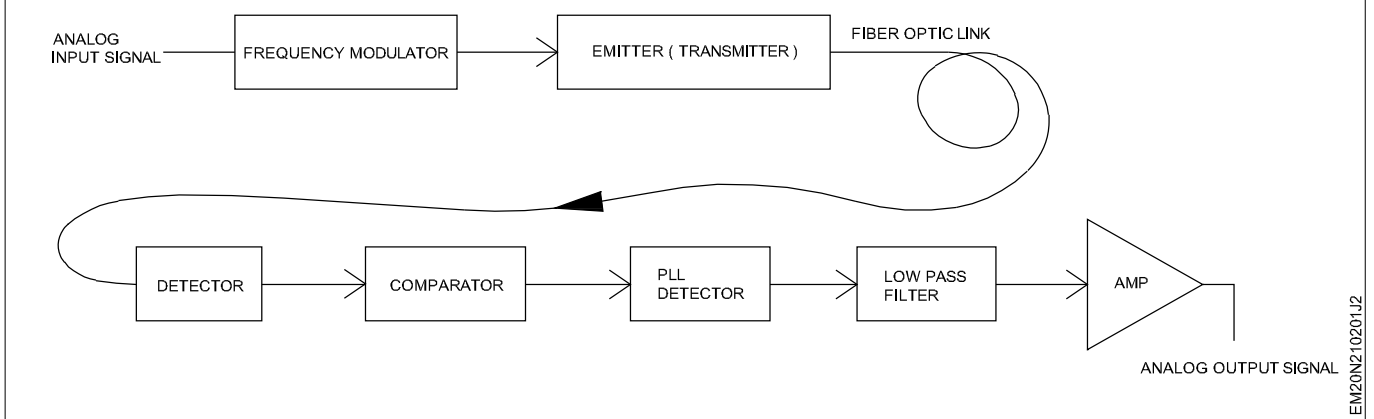 ANALOG
INPUT SIGNAL
FREQUENCY MODULATOR
EMITTER ( TRANSMITTER )
FIBER OPTIC LINK
DETECTOR
COMPARATOR
PLL
DETECTOR
LOW PASS
FILTER
AMP
ANALOG OUTPUT SIGNAL
EM20N210201J2